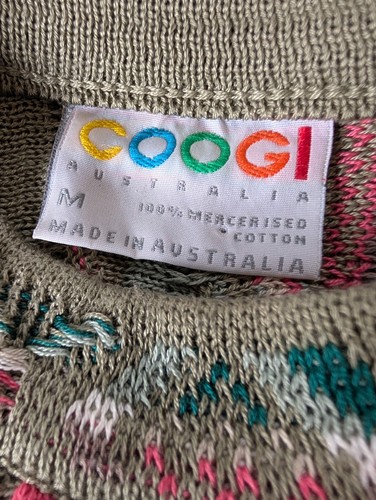 COOGI
AUSTRALIA
M
100% MERCERISED
COTTON
MADE IN AUSTRALIA